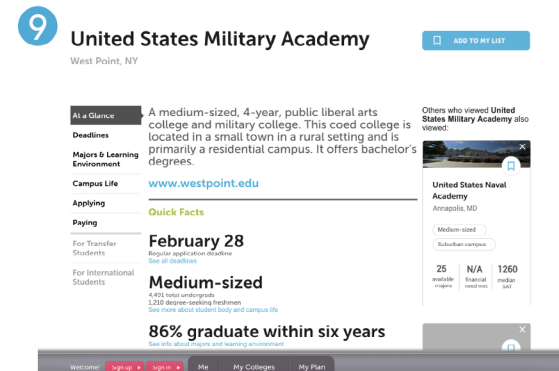 9
United States Military Academy
West Point, NY
ADD TO MY LIST
At a Glance
Deadlines
Majors & Learning
Environment
Campus Life
Applying
Paying
For Transfer
Students
For International
Students
A medium-sized, 4-year, public liberal arts
college and military college. This coed college is
located in a small town in a rural setting and is
primarily a residential campus. It offers bachelor's
degrees.
www.westpoint.edu
Quick Facts
February 28
Regular application deadline
See all deadlines
Medium-sized
4,491 total undergrads
1,210 degree-seeking freshmen
See more about student body and campus life
86% graduate within six years
See info about majors and learning environment
Others who viewed United
States Military Academy also
viewed:
United States Naval
Academy
Annapolis, MD
Medium-sized
Suburban campus
25
available
majors
N/A
financial
need met
1260
median
SAT
Welcome! Sign up Sign in Me My Colleges My Plan